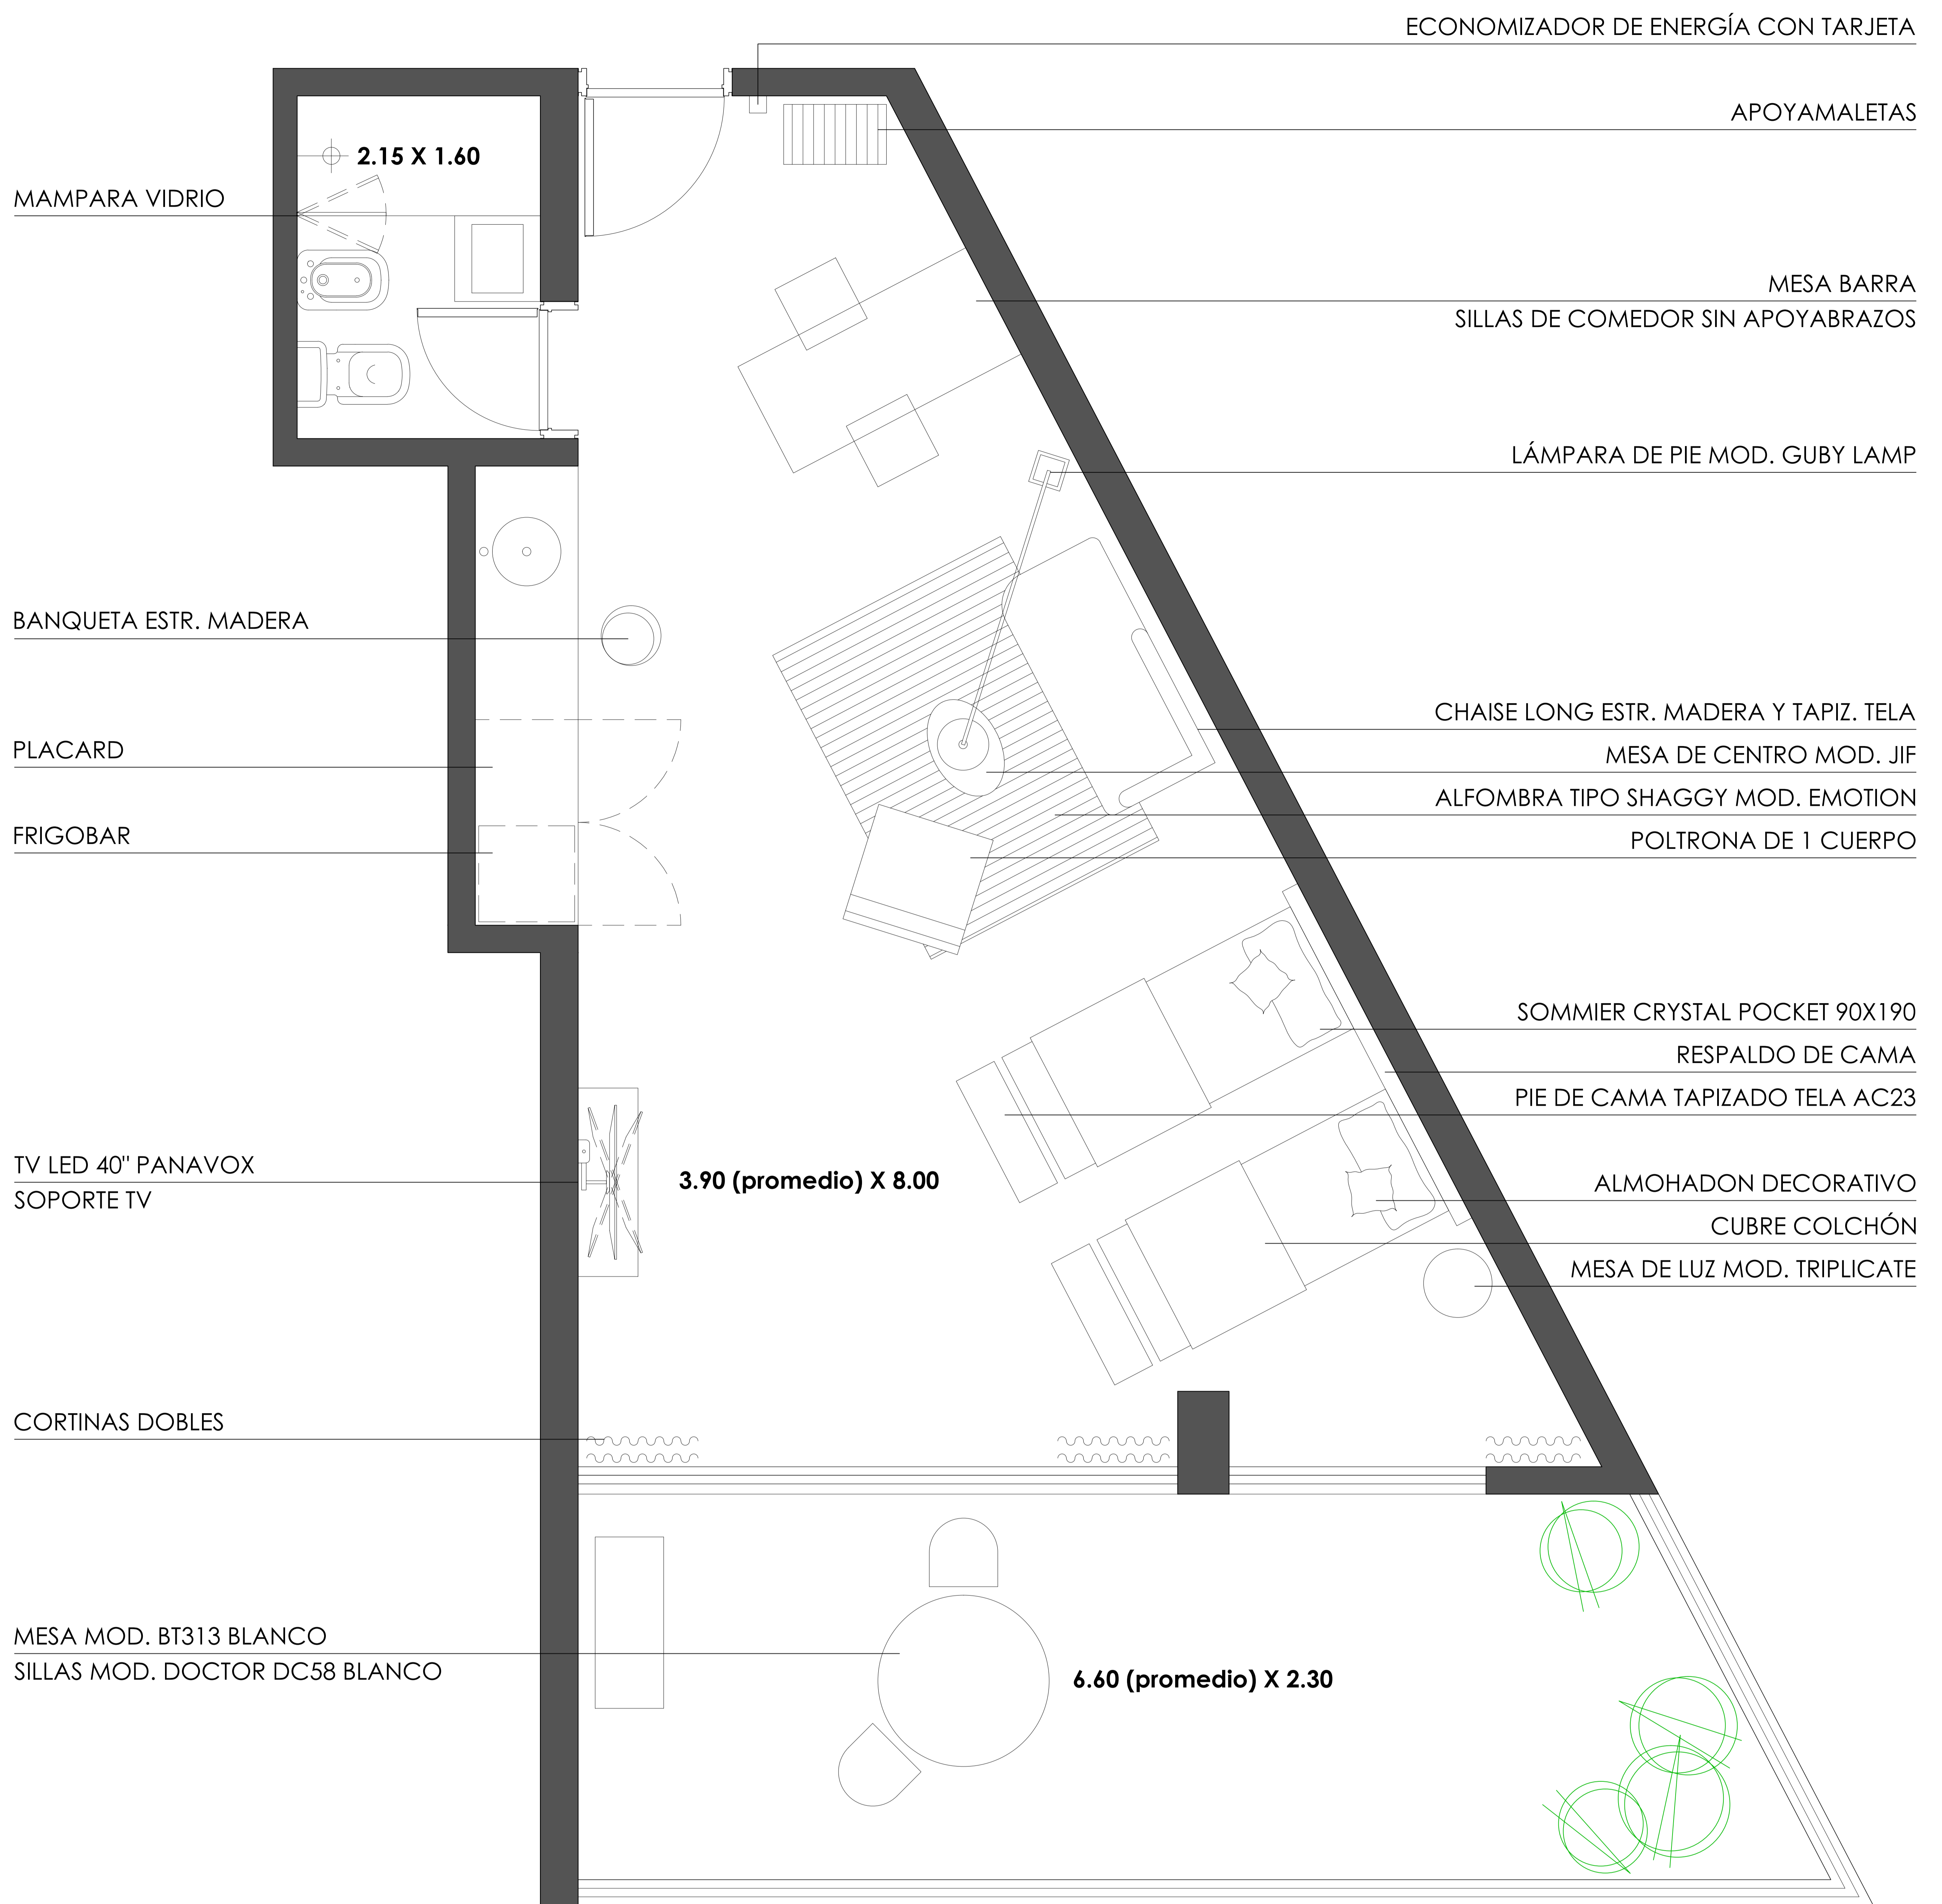 ECONOMIZADOR DE ENERGÍA CON TARJETA
APOYAMALETAS
2.15 X 1.60
MAMPARA VIDRIO
MESA BARRA
SILLAS DE COMEDOR SIN APOYABRAZOS
LÁMPARA DE PIE MOD. GUBY LAMP
BANQUETA ESTR. MADERA
CHAISE LONG ESTR. MADERA Y TAPIZ. TELA
PLACARD
MESA DE CENTRO MOD. JIF
ALFOMBRA TIPO SHAGGY MOD. EMOTION
FRIGOBAR
POLTRONA DE 1 CUERPO
SOMMIER CRYSTAL POCKET 90X190
RESPALDO DE CAMA
PIE DE CAMA TAPIZADO TELA AC23
TV LED 40" PANAVOX
SOPORTE TV
3.90 (promedio) X 8.00
ALMOHADON DECORATIVO
CUBRE COLCHÓN
MESA DE LUZ MOD. TRIPLICATE
CORTINAS DOBLES
MESA MOD. BT313 BLANCO
SILLAS MOD. DOCTOR DC58 BLANCO
6.60 (promedio) X 2.30